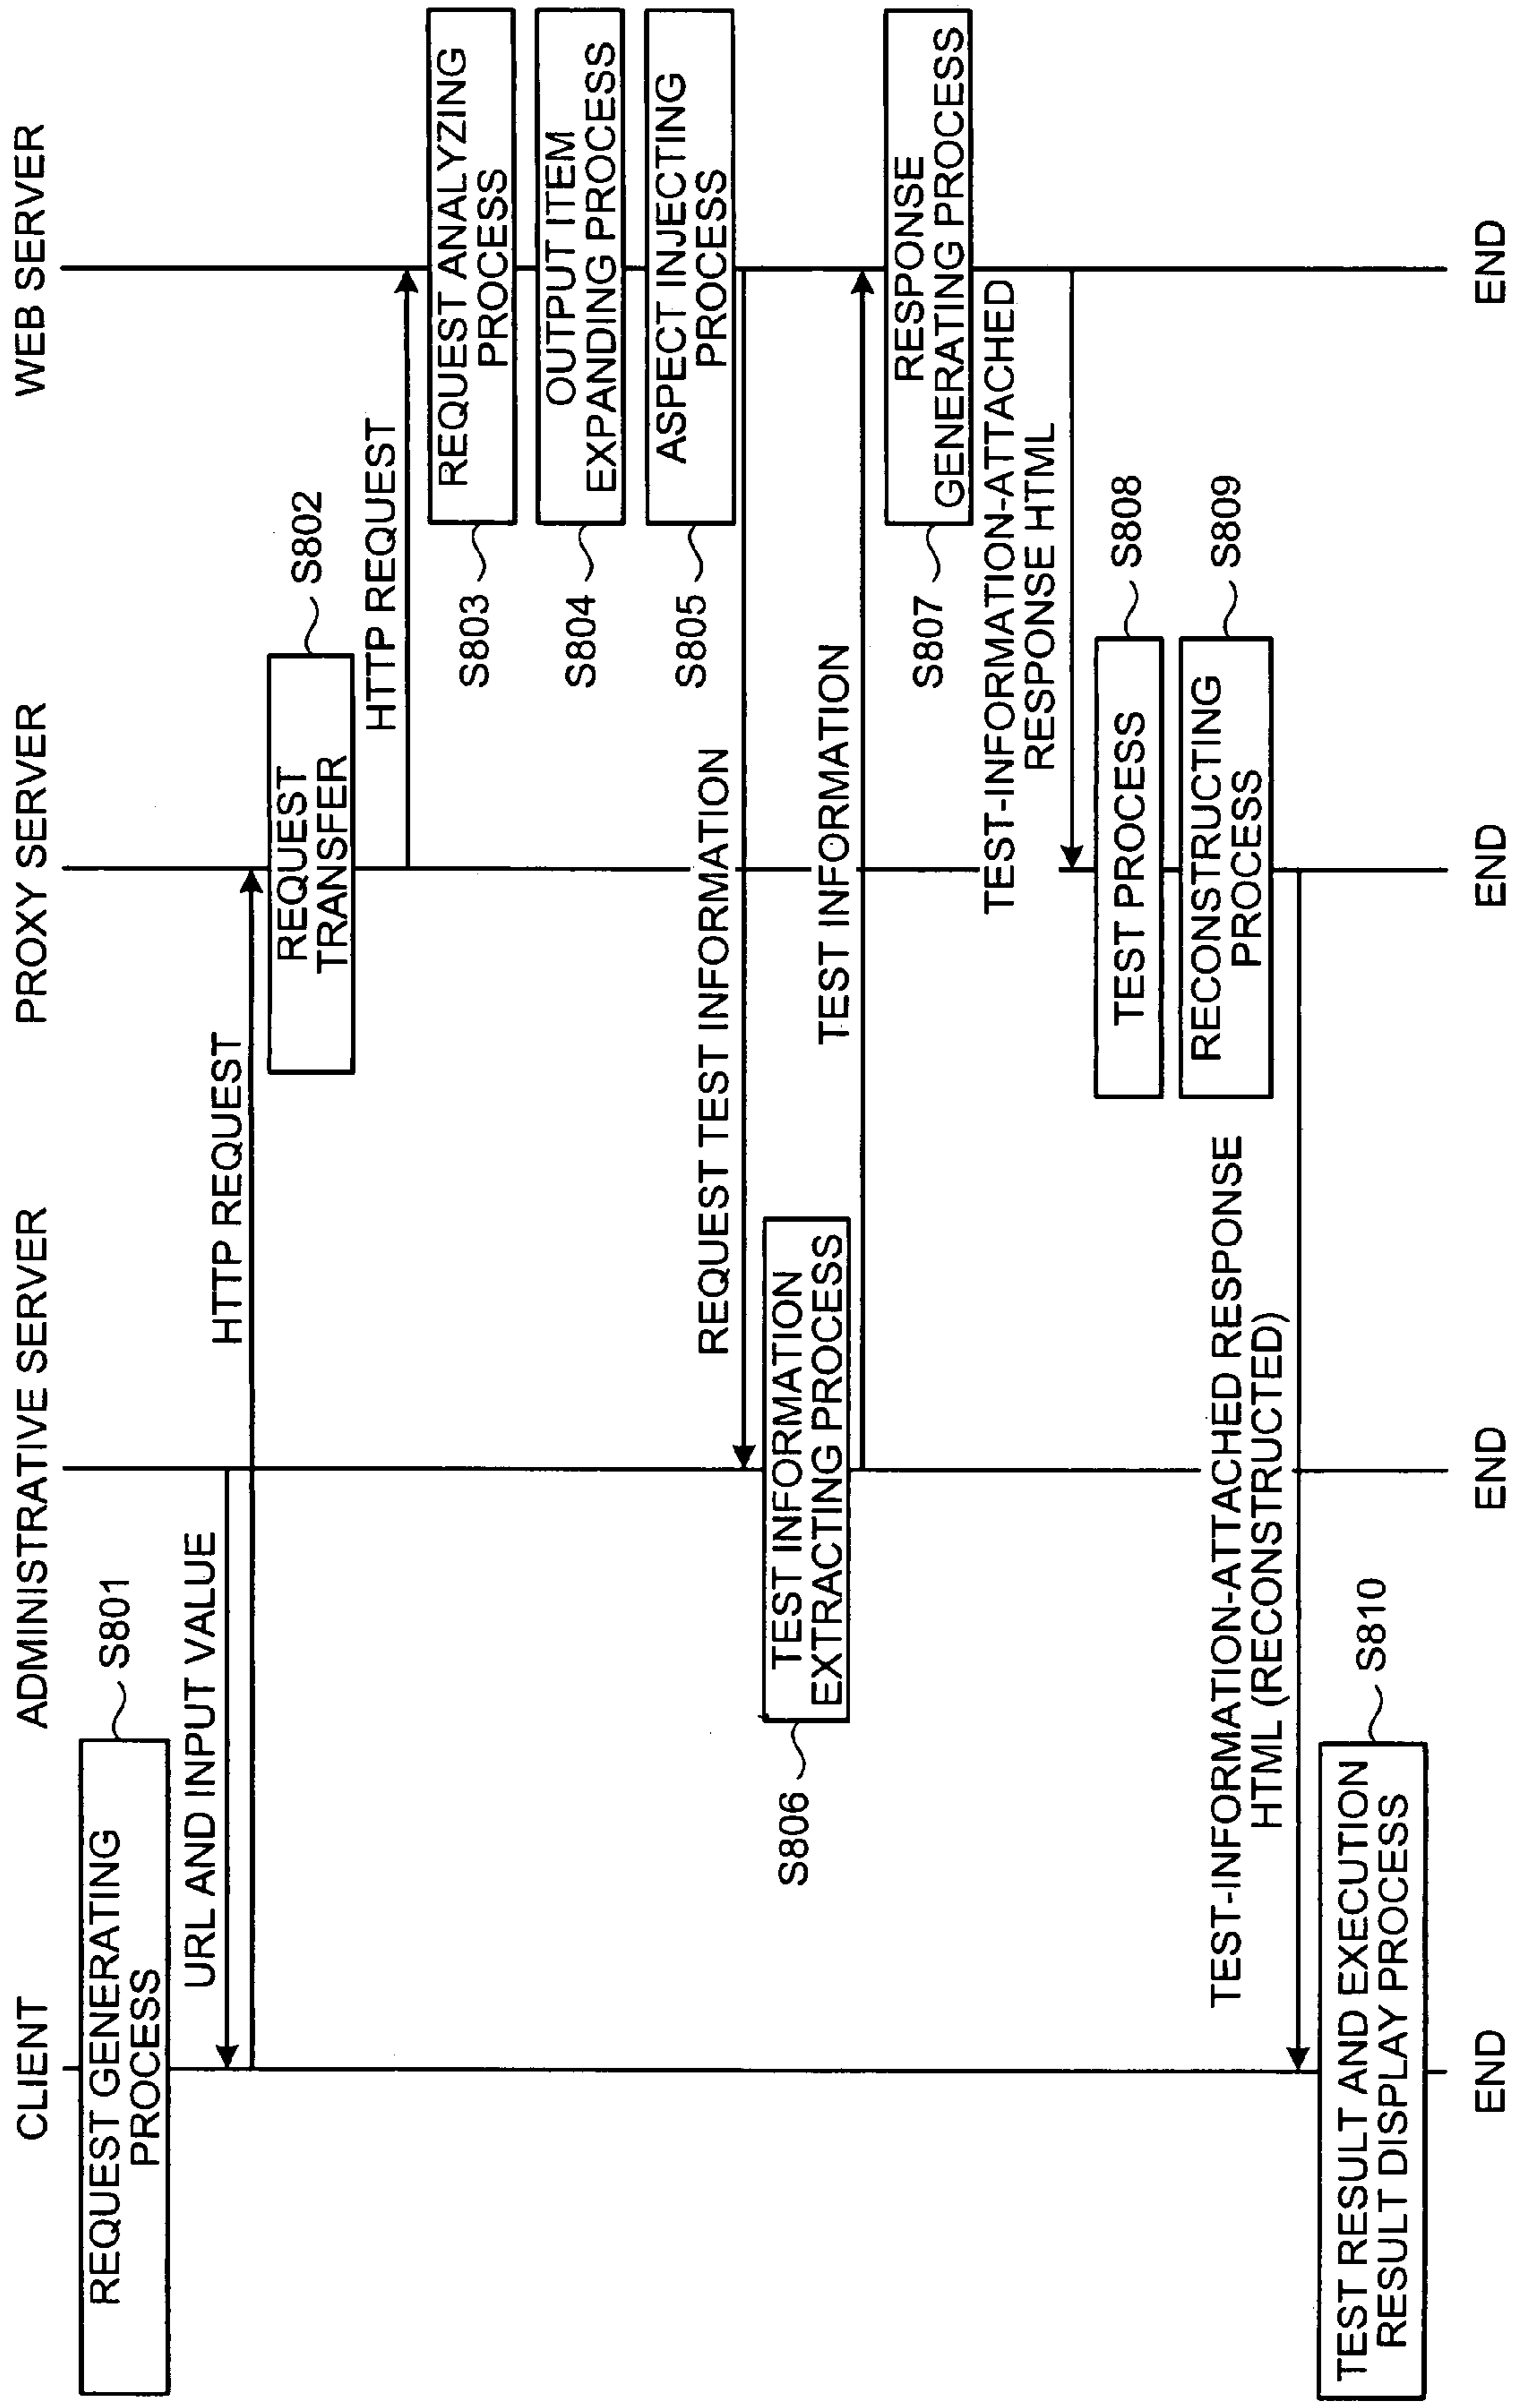 CLIENT
ADMINISTRATIVE SERVER
PROXY SERVER
WEB SERVER
REQUEST GENERATING
PROCESS
S801
URL AND INPUT VALUE
HTTP REQUEST
REQUEST
TRANSFER
S802
HTTP REQUEST
S803
REQUEST ANALYZING
PROCESS
S804
OUTPUT ITEM
EXPANDING PROCESS
S805
ASPECT INJECTING
PROCESS
REQUEST TEST INFORMATION
S806
TEST INFORMATION
EXTRACTING PROCESS
TEST INFORMATION
S807
RESPONSE
GENERATING PROCESS
TEST-INFORMATION-ATTACHED
RESPONSE HTML
TEST PROCESS
S808
RECONSTRUCTING
PROCESS
S809
TEST-INFORMATION-ATTACHED RESPONSE
HTML (RECONSTRUCTED)
TEST RESULT AND EXECUTION
RESULT DISPLAY PROCESS
S810
END
END
END
END